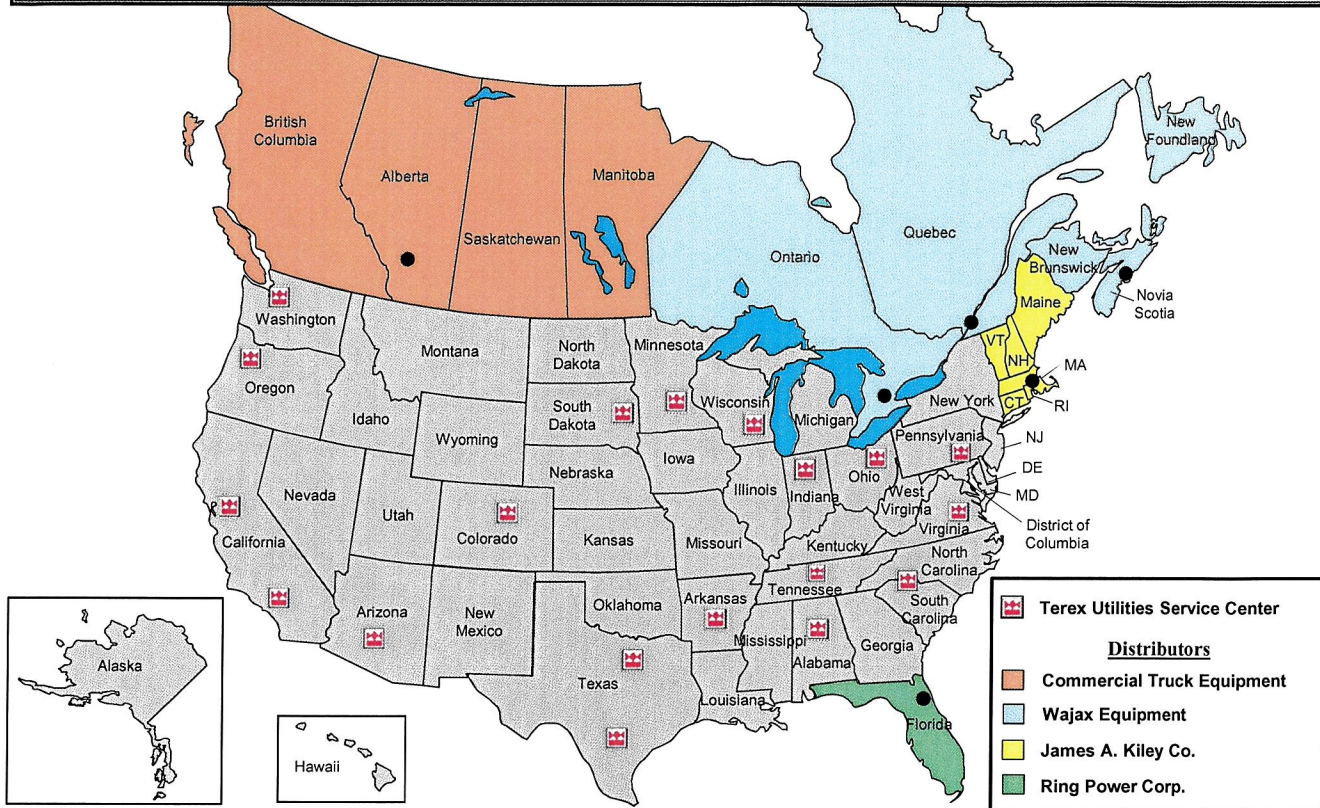 British
Columbia
Alberta
Saskatchewan
Manitoba
Ontario
Quebec
New
Foundland
New
Brunswick
Novia
Scotia
Maine
VT
NH
MA
CT
RI
Washington
Oregon
Idaho
Montana
North
Dakota
South
Dakota
Minnesota
Wisconsin
Michigan
New York
Pennsylvania
NJ
DE
MD
District of
Columbia
Wyoming
Nebraska
Iowa
Illinois
Indiana
Ohio
West
Virginia
Virginia
California
Nevada
Utah
Colorado
Kansas
Missouri
Kentucky
Tennessee
North
Carolina
South
Carolina
Arizona
New
Mexico
Oklahoma
Arkansas
Mississippi
Alabama
Georgia
Texas
Louisiana
Florida
Alaska
Hawaii
Terex Utilities Service Center
Distributors
Commercial Truck Equipment
Wajax Equipment
James A. Kiley Co.
Ring Power Corp.